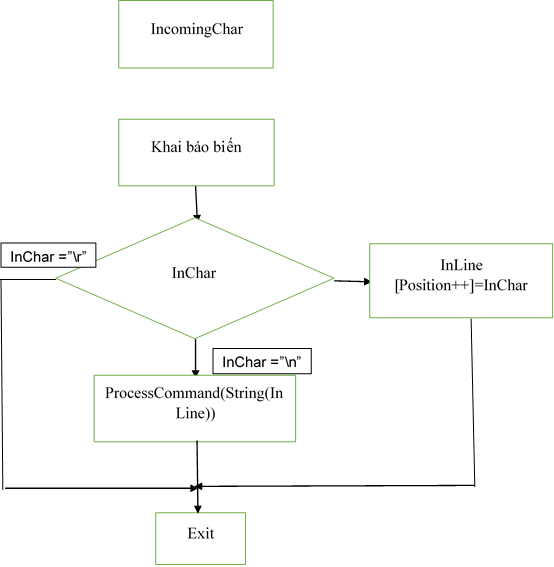 IncomingChar
Khai báo biến
InChar =”\r”
InChar
InLine
[Position++]=InChar
InChar =”\n”
ProcessCommand(String(In
Line))
Exit